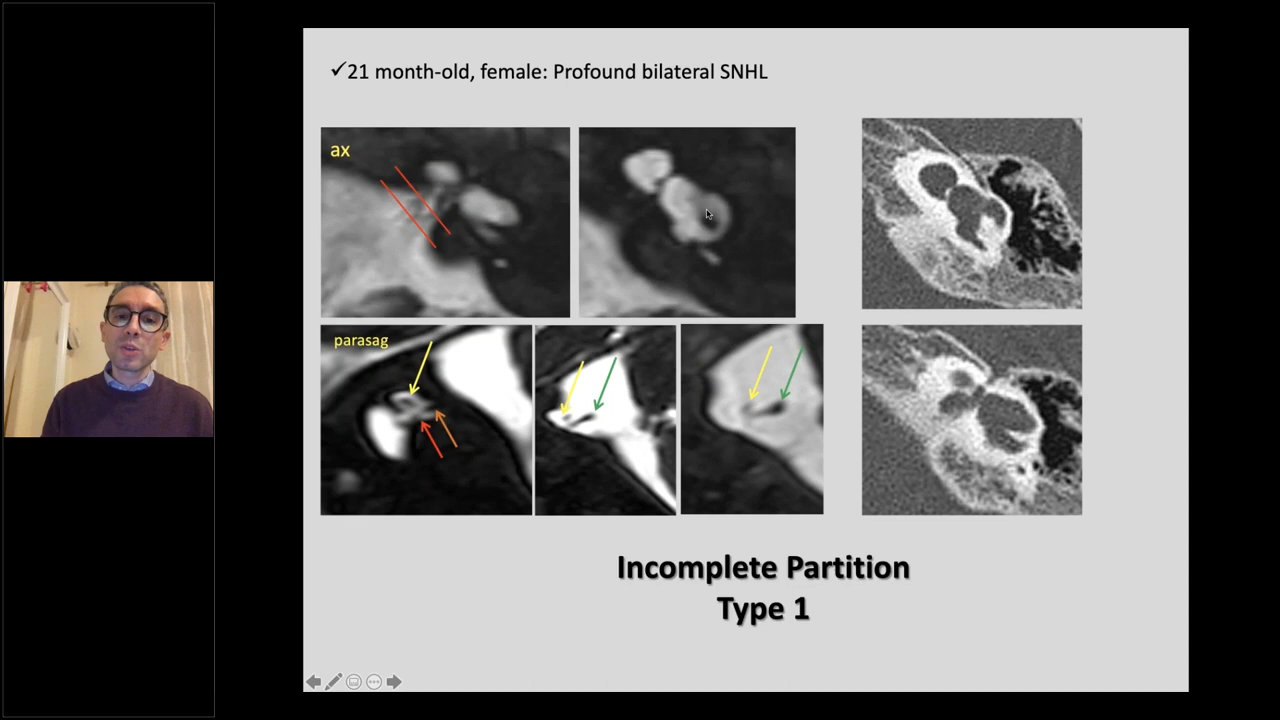 ✓21 month-old, female: Profound bilateral SNHL
ax
parasag
Incomplete Partition
Type 1